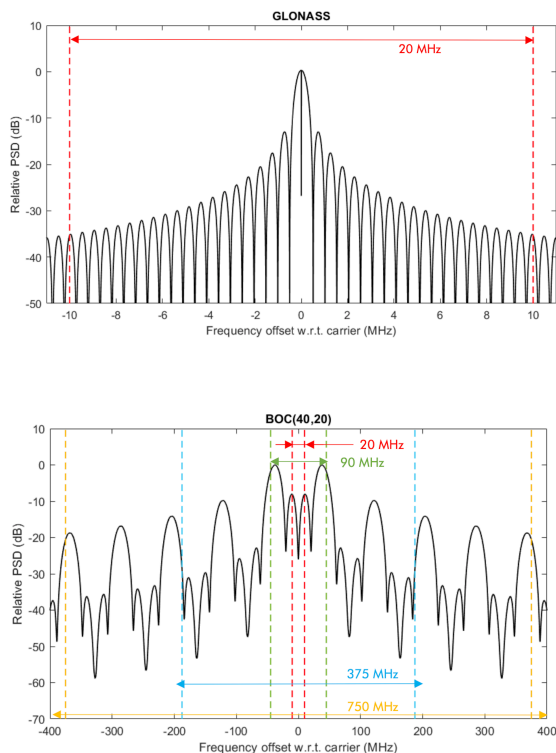 GLONASS
10
0
-10
-20
-30
-40
-50
20 MHz
-10 -8 -6 -4 -2 0 2 4 6 8 10
Relative PSD (dB)
Frequency offset w.r.t. carrier (MHz)
BOC(40,20)
10
0
-10
-20
-30
-40
-50
-60
-70
20 MHz
90 MHz
375 MHz
750 MHz
-400 -300 -200 -100 0 100 200 300 400
Relative PSD (dB)
Frequency offset w.r.t. carrier (MHz)